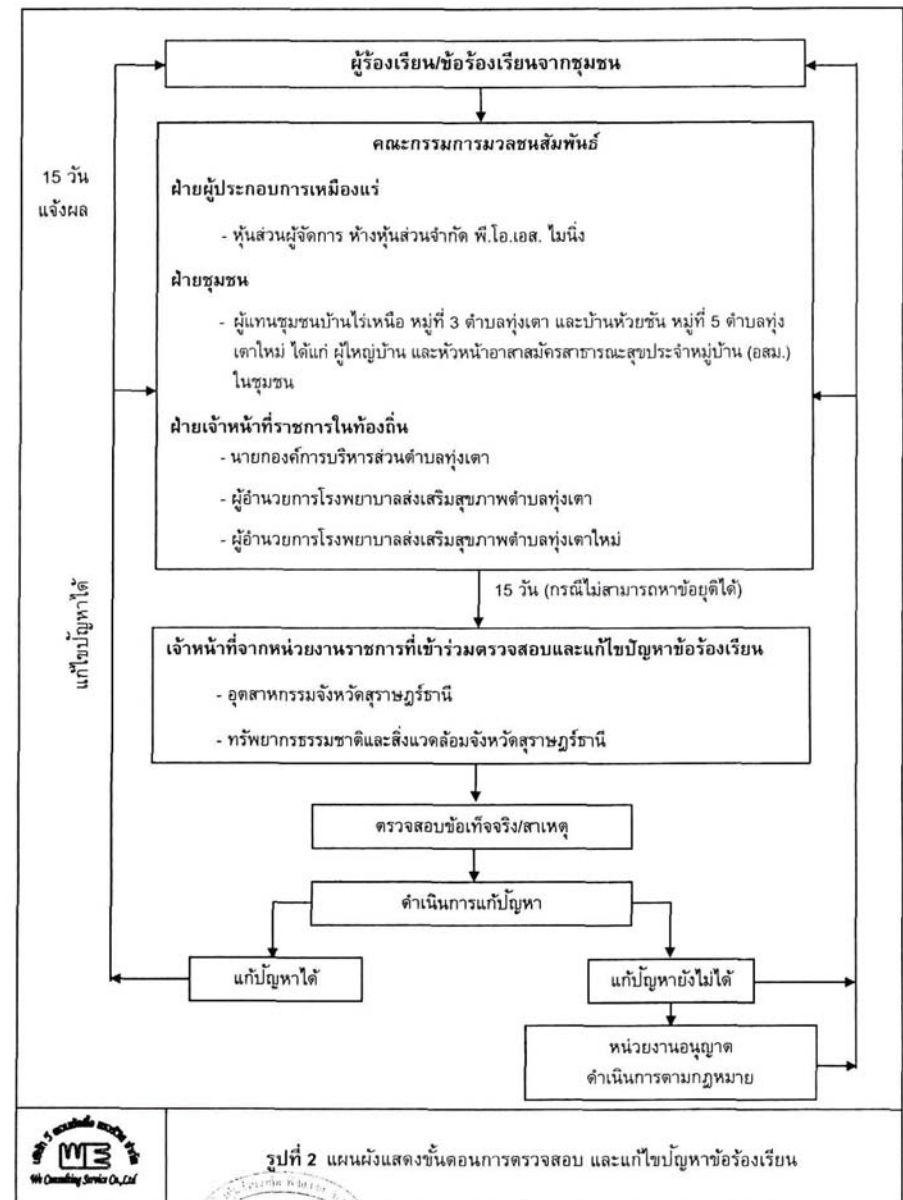 ผู้ร้องเรียน/ข้อร้องเรียนจากชุมชน
15 วัน
แจ้งผล
คณะกรรมการมวลชนสัมพันธ์
ฝ่ายผู้ประกอบการเหมืองแร่
- หุ้นส่วนผู้จัดการ ห้างหุ้นส่วนจำกัด พี.โอ.เอส. ไมนิ่ง
ฝ่ายชุมชน
- ผู้แทนชุมชนบ้านไร่เหนือ หมู่ที่ 3 ตำบลทุ่งเตา และบ้านห้วยชัน หมู่ที่ 5 ตำบลทุ่ง
เตาใหม่ ได้แก่ ผู้ใหญ่บ้าน และหัวหน้าอาสาสมัครสาธารณะสุขประจำหมู่บ้าน (อสม.)
ในชุมชน
ฝ่ายเจ้าหน้าที่ราชการในท้องถิ่น
- นายกองค์การบริหารส่วนตำบลทุ่งเตา
- ผู้อำนวยการโรงพยาบาลส่งเสริมสุขภาพตำบลทุ่งเตา
- ผู้อำนวยการโรงพยาบาลส่งเสริมสุขภาพตำบลทุ่งเตาใหม่
แก้ไขปัญหาได้
15 วัน (กรณีไม่สามารถหาข้อยุติได้)
เจ้าหน้าที่จากหน่วยงานราชการที่เข้าร่วมตรวจสอบและแก้ไขปัญหาข้อร้องเรียน
- อุตสาหกรรมจังหวัดสุราษฎร์ธานี
- ทรัพยากรธรรมชาติและสิ่งแวดล้อมจังหวัดสุราษฎร์ธานี
ตรวจสอบข้อเท็จจริง/สาเหตุ
ดำเนินการแก้ปัญหา
แก้ปัญหาได้
แก้ปัญหายังไม่ได้
หน่วยงานอนุญาต
ดำเนินการตามกฎหมาย
WE
We Consulting Service Co.,Ltd
รูปที่ 2 แผนผังแสดงขั้นตอนการตรวจสอบ และแก้ไขปัญหาข้อร้องเรียน